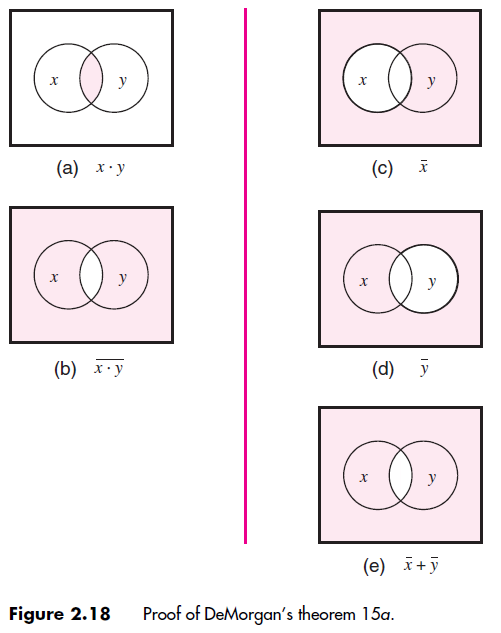 x y
(a) x · y
x y
(b) x̅ ·̅ y̅
x y
(c) x̄
x y
(d) ȳ
x y
(e) x̄ + ȳ
Figure 2.18 Proof of DeMorgan's theorem 15a.